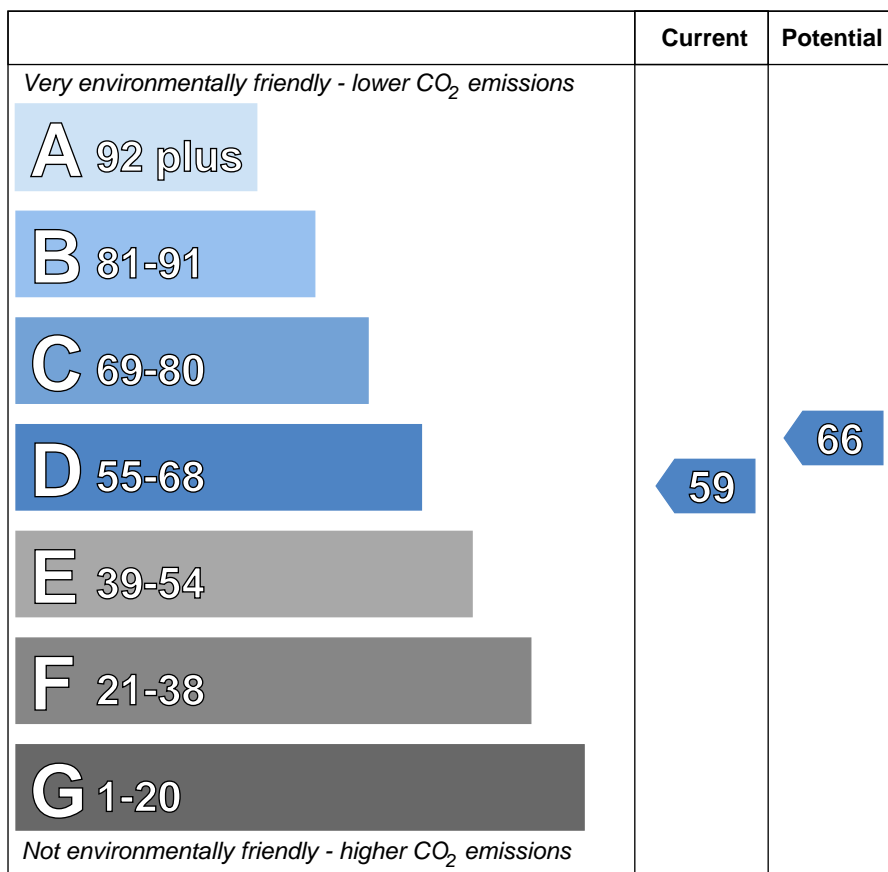 Current Potential
Very environmentally friendly - lower CO₂ emissions
A 92 plus
B 81-91
C 69-80
D 55-68
59
66
E 39-54
F 21-38
G 1-20
Not environmentally friendly - higher CO₂ emissions